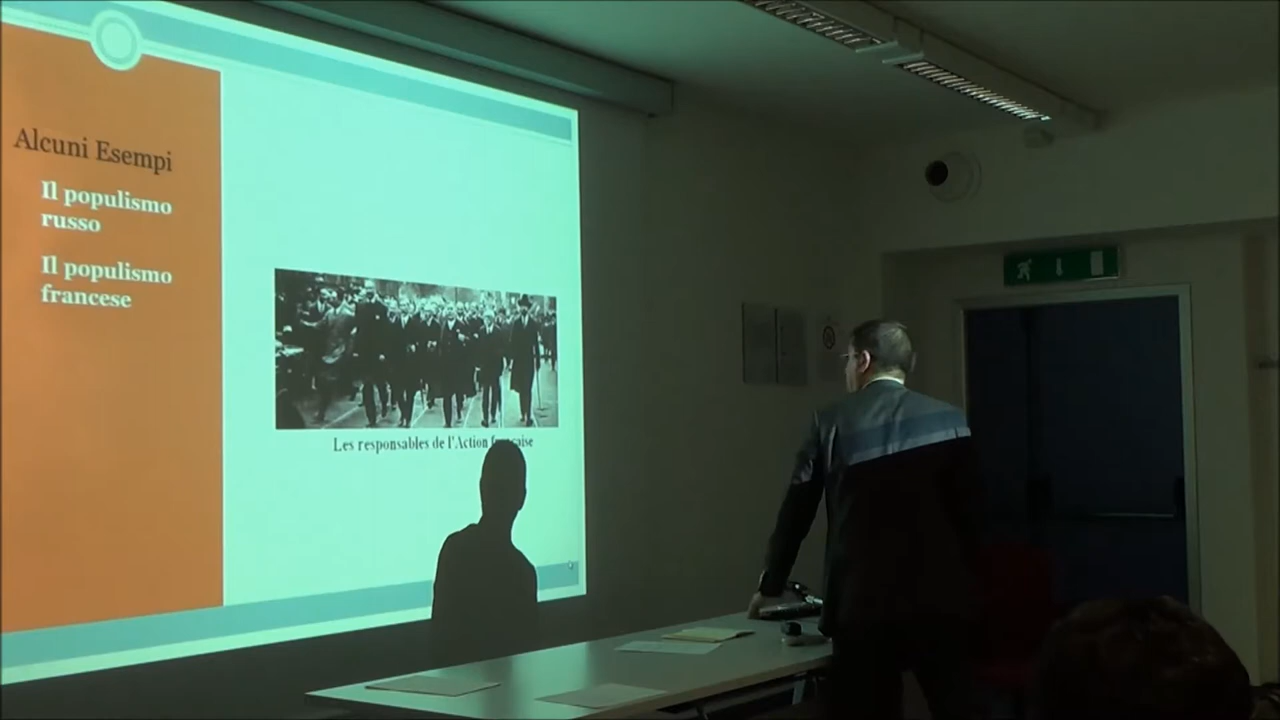 Alcuni Esempi
Il populismo
russo
Il populismo
francese
Les responsables de l'Action